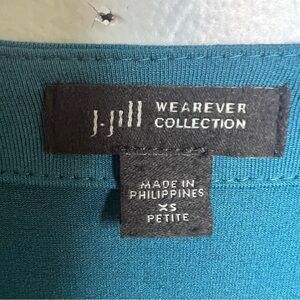 J.Jill WEAREVER
COLLECTION
MADE IN
PHILIPPINES
XS
PETITE